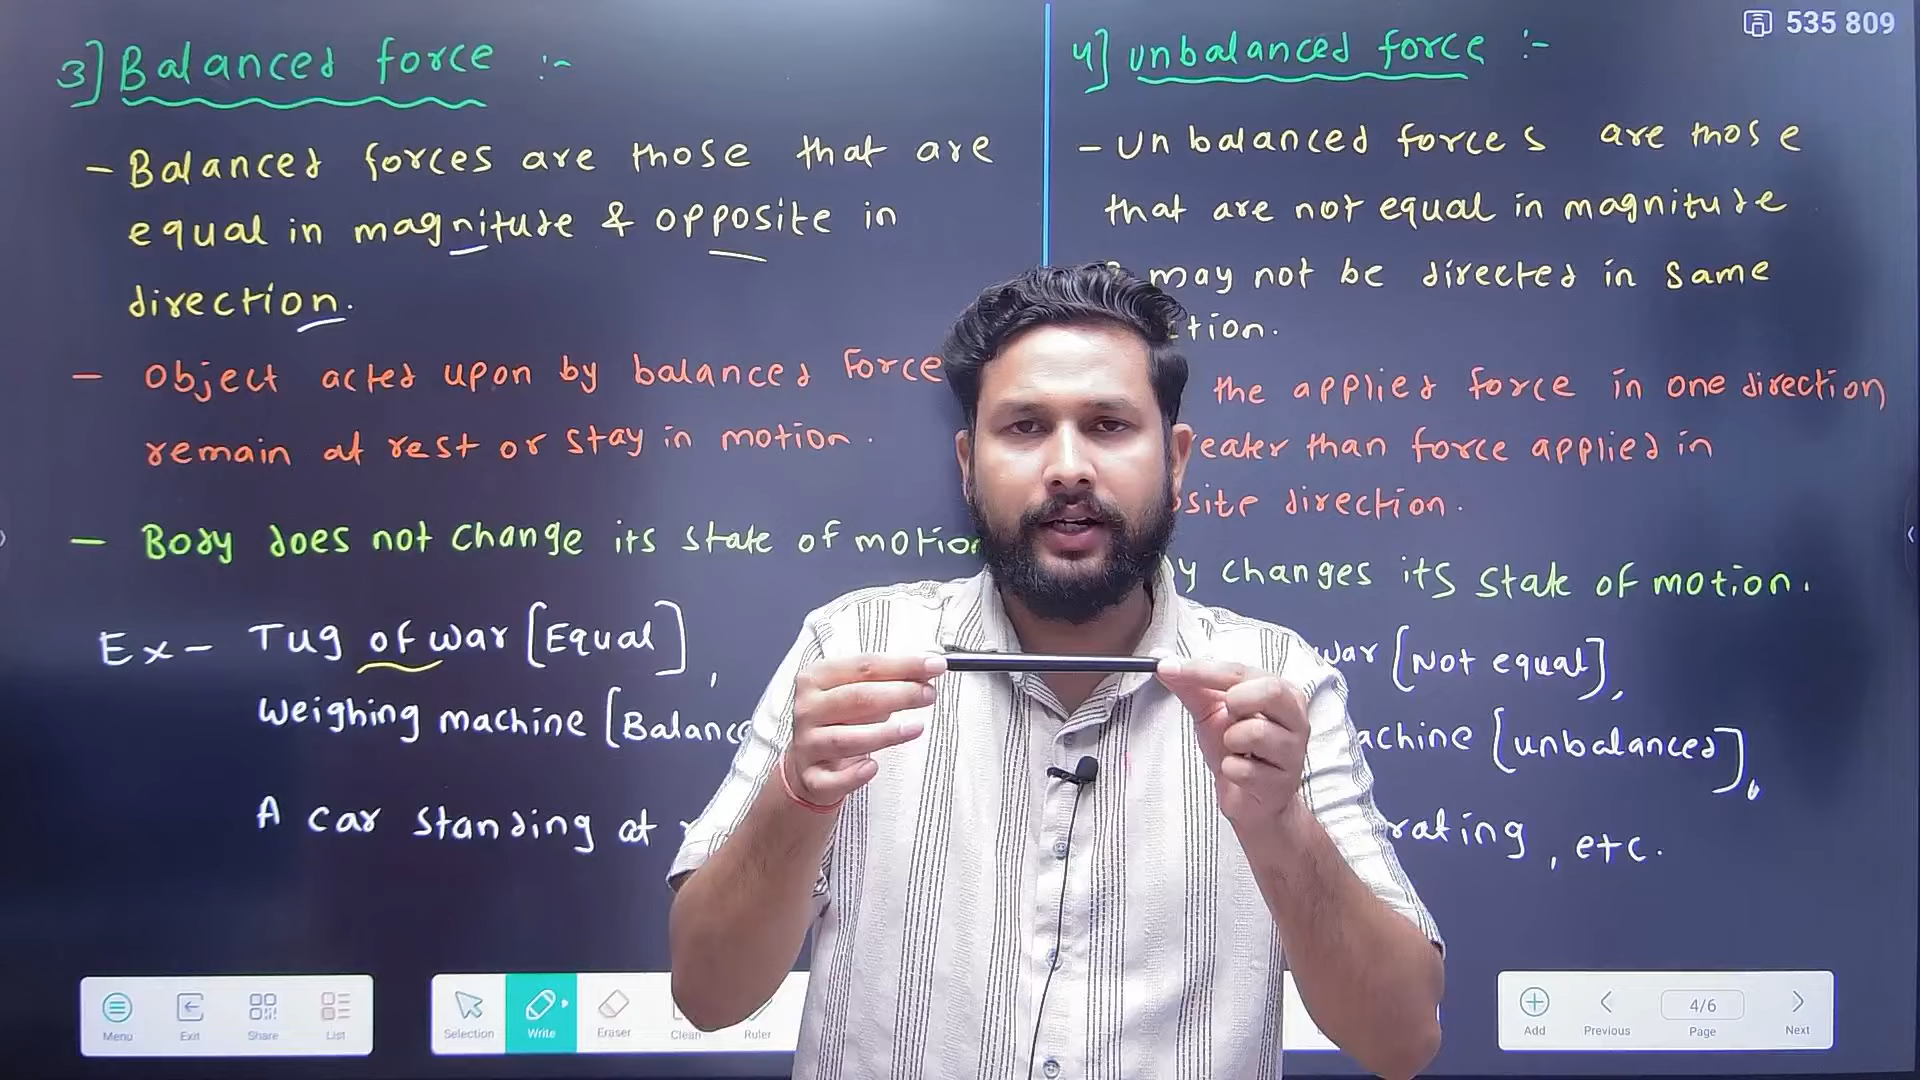 3] Balanced force :-
- Balanced forces are those that are
equal in magnitude & opposite in
direction.
- Object acted upon by balanced Force
remain at rest or stay in motion.
- Body does not change its state of motion
Ex- Tug of war [Equal],
Weighing machine [Balance
A car standing at
535 809
4] unbalanced force :-
- Unbalanced forces are those
that are not equal in magnitude
may not be directed in same
tion.
the applied force in one direction
eater than force applied in
site direction.
y changes its state of motion.
war [Not equal],
achine [unbalanced],
rating, etc.
Menu Exit Share List
Selection Write Eraser Clean Ruler
Add Previous 4/6 Page Next